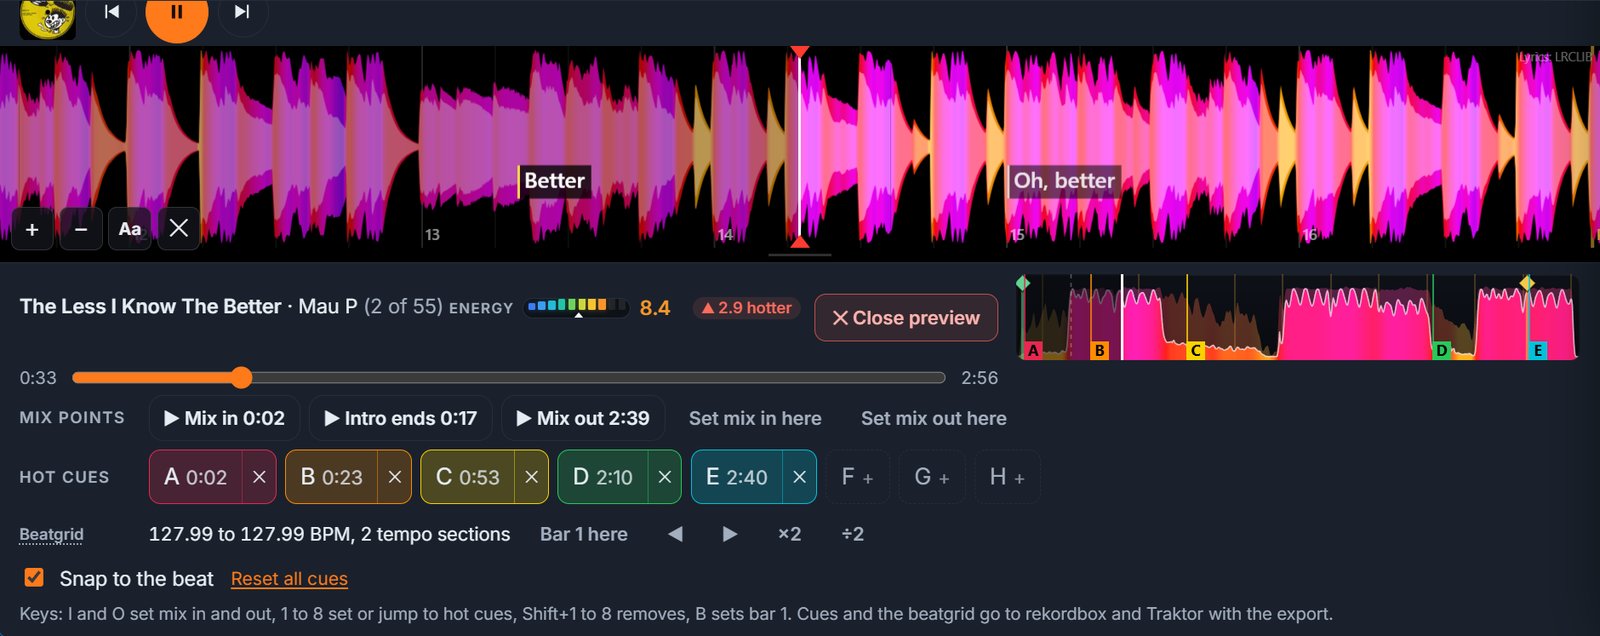 Lyrics: LRCLIB
Better
Oh, better
+ − Aa ✕
13 14 15 16
The Less I Know The Better · Mau P (2 of 55) ENERGY 8.4 ▲2.9 hotter ✕ Close preview
A B C D E
0:33 2:56
MIX POINTS ▶ Mix in 0:02 ▶ Intro ends 0:17 ▶ Mix out 2:39 Set mix in here Set mix out here
HOT CUES A 0:02 ✕ B 0:23 ✕ C 0:53 ✕ D 2:10 ✕ E 2:40 ✕ F + G + H +
Beatgrid 127.99 to 127.99 BPM, 2 tempo sections Bar 1 here ◀ ▶ ×2 ÷2
Snap to the beat Reset all cues
Keys: I and O set mix in and out, 1 to 8 set or jump to hot cues, Shift+1 to 8 removes, B sets bar 1. Cues and the beatgrid go to rekordbox and Traktor with the export.